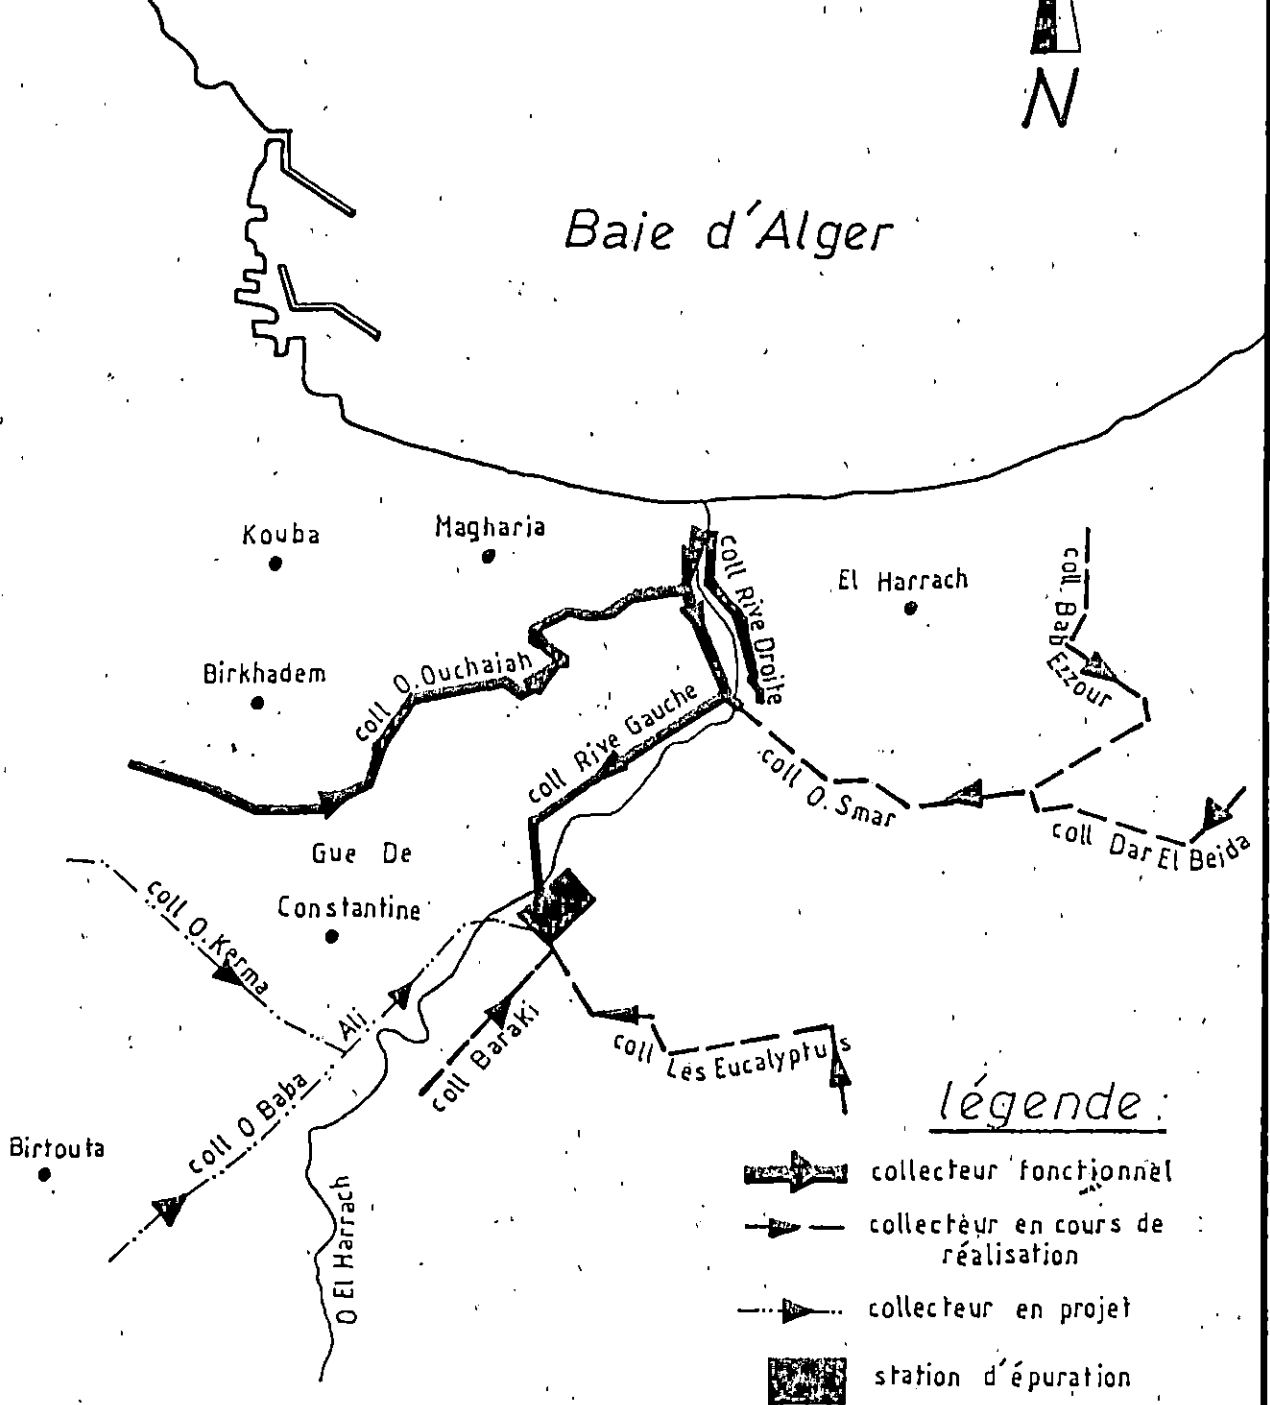 N
Baie d'Alger
Kouba
Magharia
El Harrach
coll Rive Droite
coll. Bab Ezzour
Birkhadem
coll O.Ouchaiah
coll Rive Gauche
coll O. Smar
coll Dar El Beida
Gue De
Constantine
coll O.Kerma
coll O Baba Ali
coll Baraki
coll Les Eucalyptus
Birtouta
O El Harrach
légende :
collecteur fonctionnel
collecteur en cours de
réalisation
collecteur en projet
station d'épuration